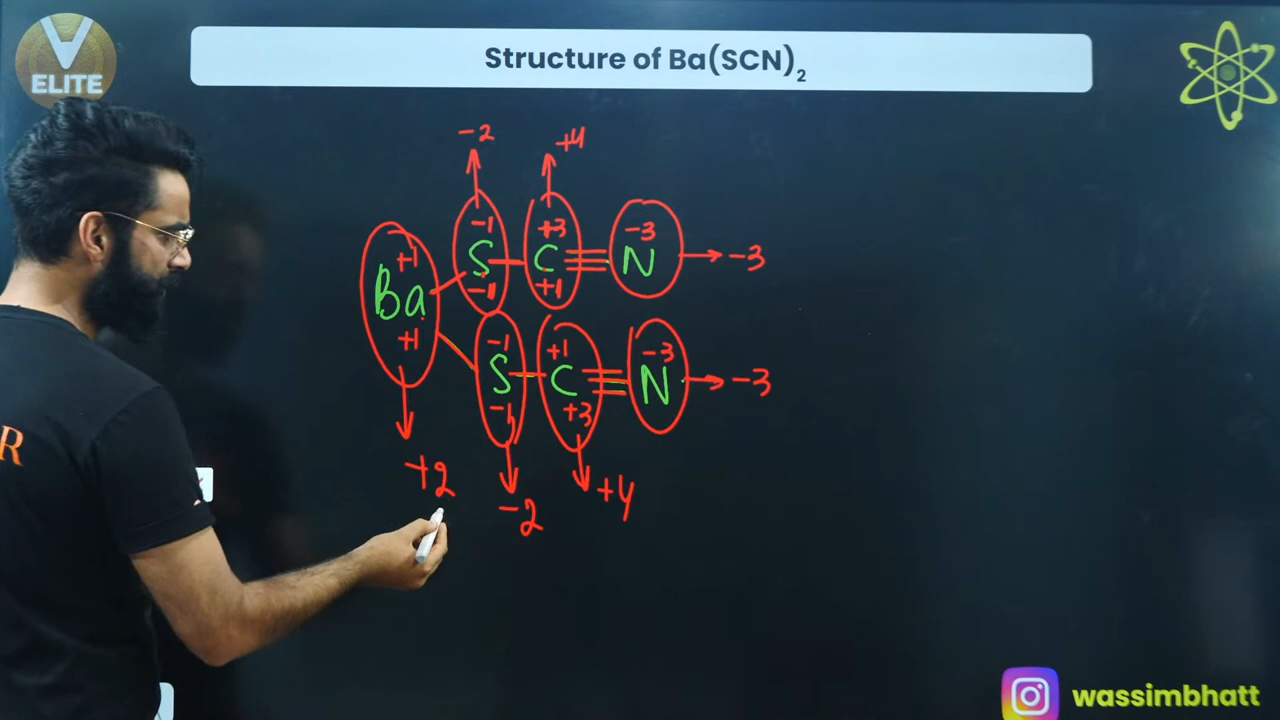 V
ELITE
Structure of Ba(SCN)₂
-2 +4
-1 +3 -3
+1 S C ≡ N → -3
-1 +1
Ba
+1 -1 +1 -3
S C ≡ N → -3
-1 +3
+2 -2 +4
R
wassimbhatt